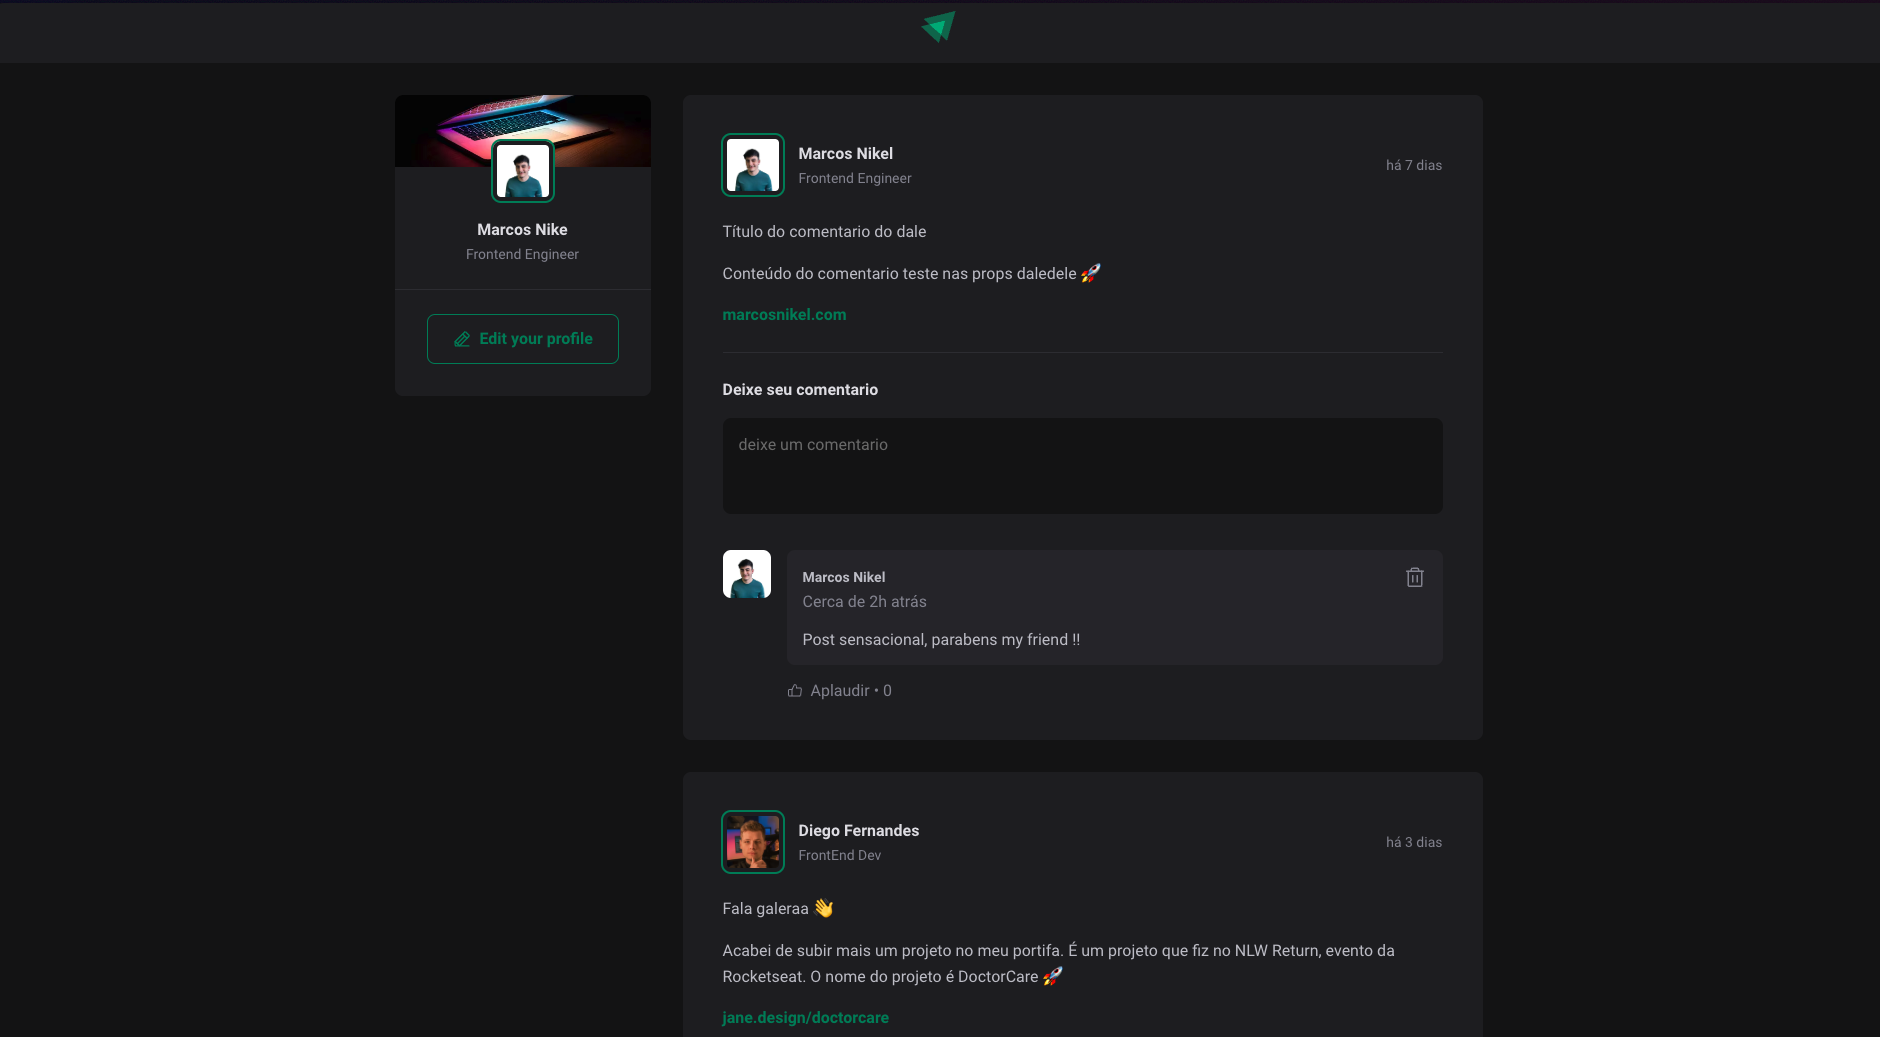 Marcos Nike
Frontend Engineer
Edit your profile
Marcos Nikel
Frontend Engineer
há 7 dias
Título do comentario do dale
Conteúdo do comentario teste nas props daledele 🚀
marcosnikel.com
Deixe seu comentario
deixe um comentario
Marcos Nikel
Cerca de 2h atrás
Post sensacional, parabens my friend !!
Aplaudir • 0
Diego Fernandes
FrontEnd Dev
há 3 dias
Fala galeraa 👋
Acabei de subir mais um projeto no meu portifa. É um projeto que fiz no NLW Return, evento da
Rocketseat. O nome do projeto é DoctorCare 🚀
jane.design/doctorcare